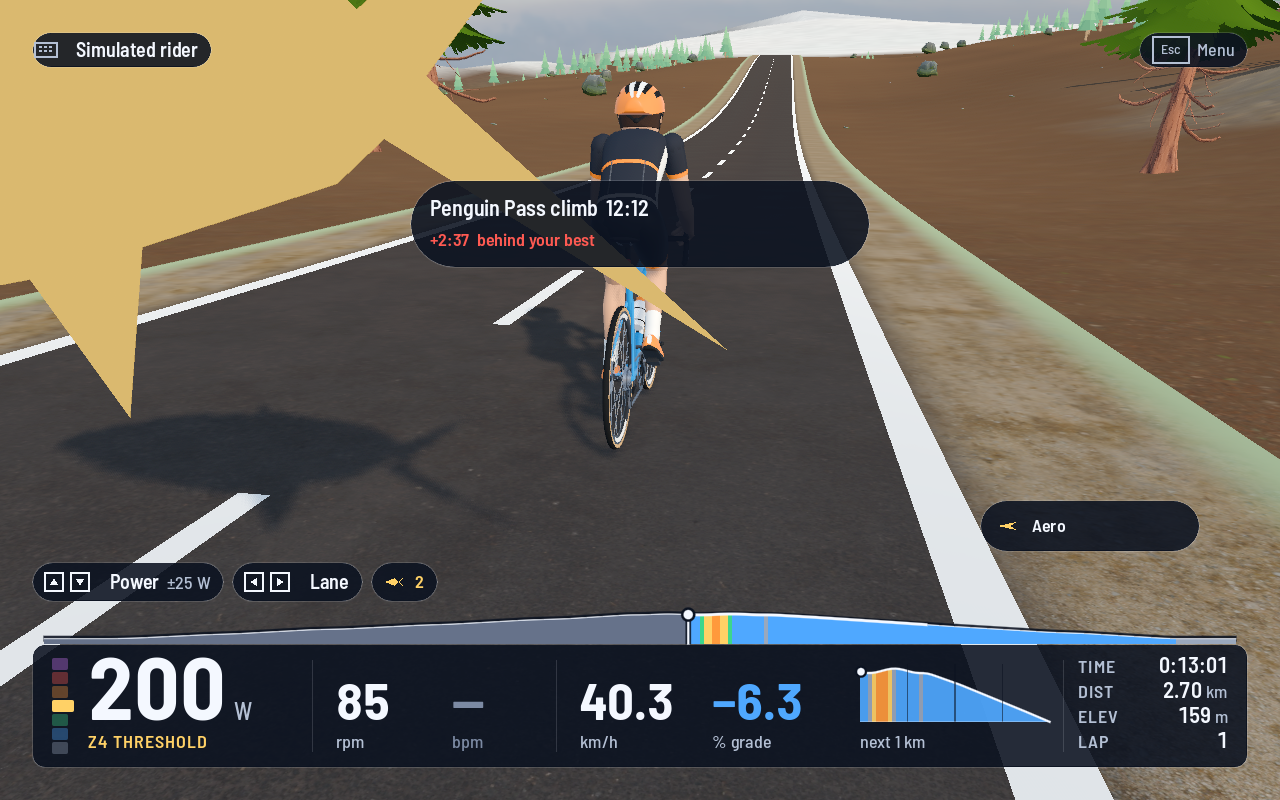 Simulated rider
Esc Menu
Penguin Pass climb 12:12
+2:37 behind your best
Aero
Power ±25 W
Lane
2
200 W
Z4 THRESHOLD
85
rpm
—
bpm
40.3
km/h
−6.3
% grade
next 1 km
TIME 0:13:01
DIST 2.70 km
ELEV 159 m
LAP 1